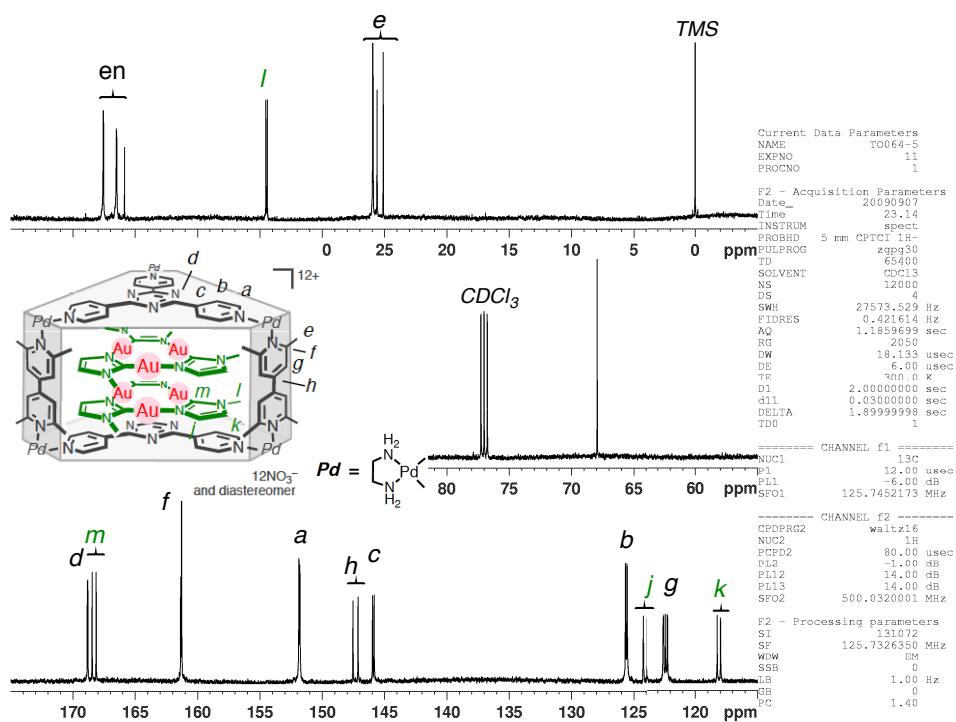 e
TMS
en
l
20
15
10
5
0
ppm
25
Current Data Parameters
NAME TO064-5
EXPNO 11
PROCNO 1
F2 - Acquisition Parameters
Date_ 20090907
Time 23.14
INSTRUM spect
PROBHD 5 mm CPTCI 1H-
PULPROG zgpg30
TD 65400
SOLVENT CDCl3
NS 12000
DS 4
SWH 27573.529 Hz
FIDRES 0.421614 Hz
AQ 1.1859699 sec
RG 2050
DW 18.133 usec
DE 6.00 usec
TE 300.0 K
D1 2.00000000 sec
d11 0.03000000 sec
DELTA 1.89999998 sec
TD0 1
======= CHANNEL f1 =======
NUC1 13C
P1 12.00 usec
PL1 -6.00 dB
SFO1 125.7452173 MHz
-------- CHANNEL f2 --------
CPDPRG2 waltz16
NUC2 1H
PCPD2 80.00 usec
PL2 -1.00 dB
PL12 14.00 dB
PL13 14.00 dB
SFO2 500.0320001 MHz
F2 - Processing parameters
SI 131072
SF 125.7326350 MHz
WDW EM
SSB 0
LB 1.00 Hz
GB 0
PC 1.40
12+
Pd
N
N
N
N
d
c
b
a
Pd
N
N
Pd
Pd
N
N
Pd
e
f
g
h
N
N
Au
Au
Au
N
N
N
N
Au
Au
Au
m
l
j
k
Pd
N
N
Pd
Pd
N
N
Pd
12NO3−
and diastereomer
Pd =
H2
N
Pd
N
H2
CDCl3
80
75
70
65
60
ppm
d
m
f
a
h
c
b
j
g
k
170
165
160
155
150
145
140
135
130
125
120
ppm